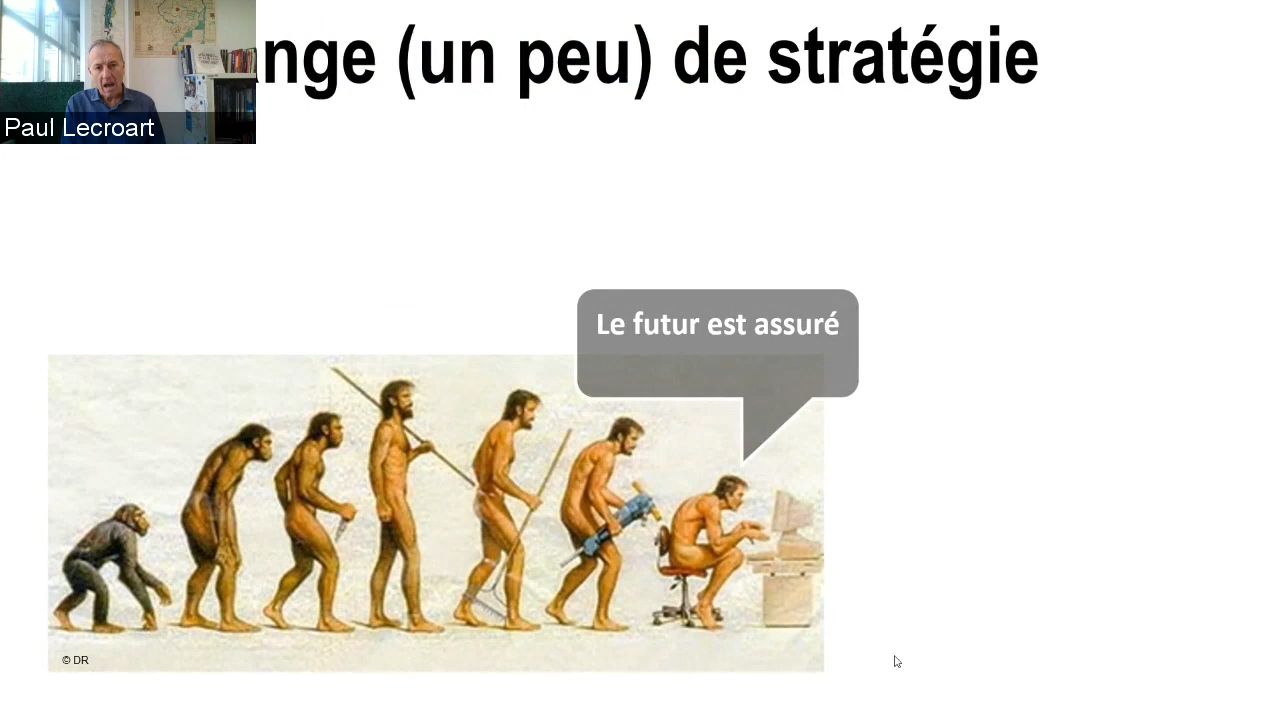 nge (un peu) de stratégie
Paul Lecroart
Le futur est assuré
© DR